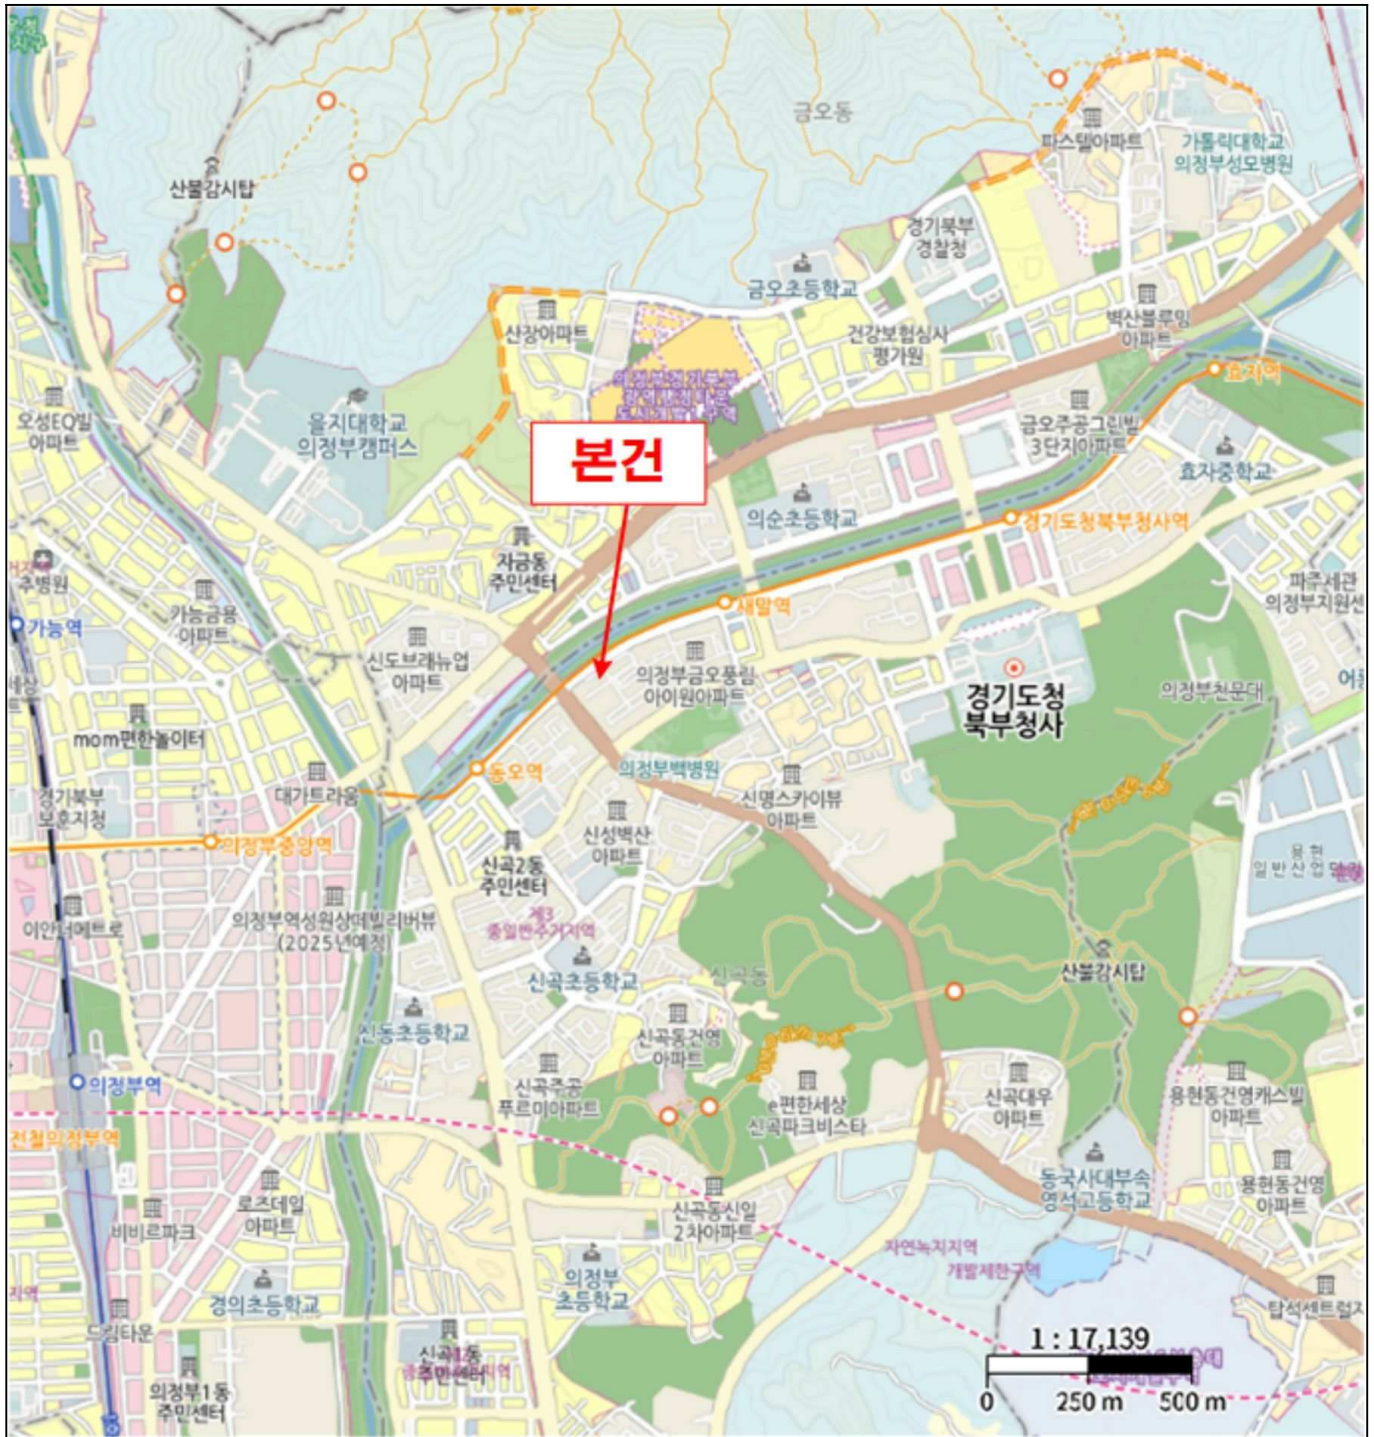 금오동
파스텔아파트
가톨릭대학교
의정부성모병원
산불감시탑
경기북부
경찰청
금오초등학교
산장아파트
벽산블루밍
아파트
건강보험심사
평가원
효자역
오성EQ빌
아파트
을지대학교
의정부캠퍼스
본건
금오주공그린빌
3단지아파트
효자중학교
의순초등학교
경기도청북부청사역
자금동
주민센터
추병원
가능금용
아파트
새말역
파주세관
가능역
신도브래뉴업
아파트
의정부금오풍림
아이원아파트
경기도청
북부청사
의정부천문대
mom편한놀이터
동오역
의정부백병원
대가트라움
신명스카이뷰
아파트
경기북부
보훈지청
신성벽산
아파트
의정부중앙역
신곡2동
주민센터
용현
일반산업
이안더메트로
의정부역성원상떼빌리버뷰
(2025년예정)
제3
종일반주거지역
산불감시탑
신곡초등학교
신곡동
신동초등학교
신곡동건영
아파트
의정부역
신곡주공
푸르미아파트
e편한세상
신곡파크비스타
신곡대우
아파트
용현동건영캐스빌
아파트
전철의정부역
동국사대부속
영석고등학교
용현동건영
아파트
로즈데일
아파트
비비르파크
신곡동신일
2차아파트
자연녹지지역
개발제한구역
의정부
초등학교
경의초등학교
드림타운
주민센터
의정부1동
주민센터
1 : 17,139
0 250 m 500 m